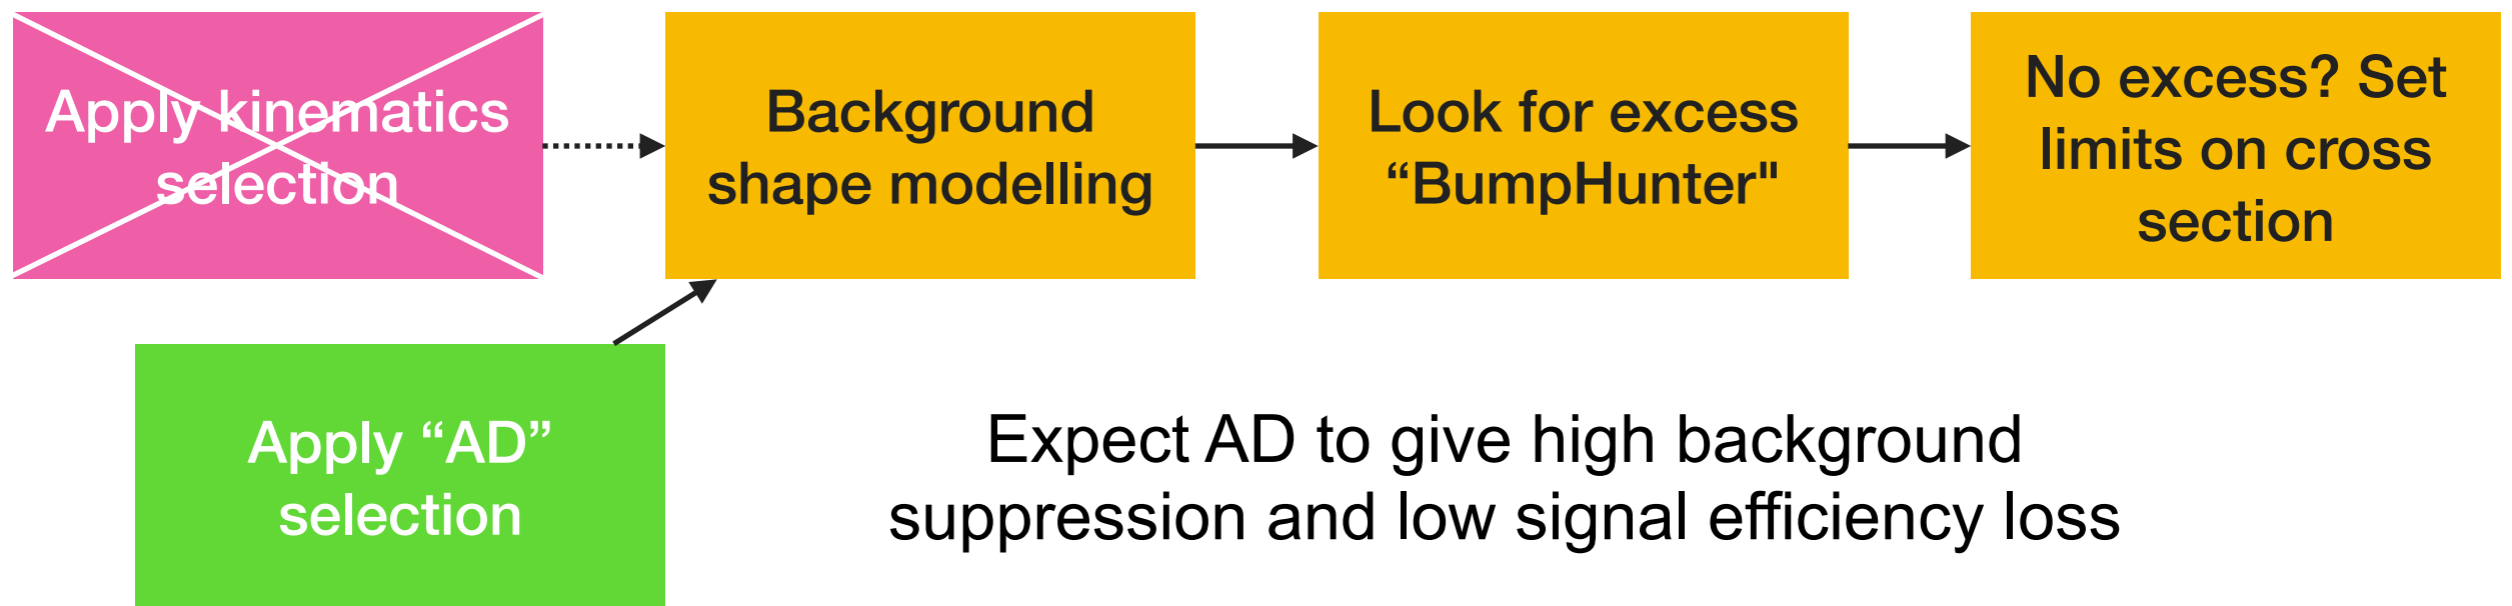 Apply kinematics
selection
Background
shape modelling
Look for excess
“BumpHunter"
No excess? Set
limits on cross
section
Apply “AD”
selection
Expect AD to give high background
suppression and low signal efficiency loss